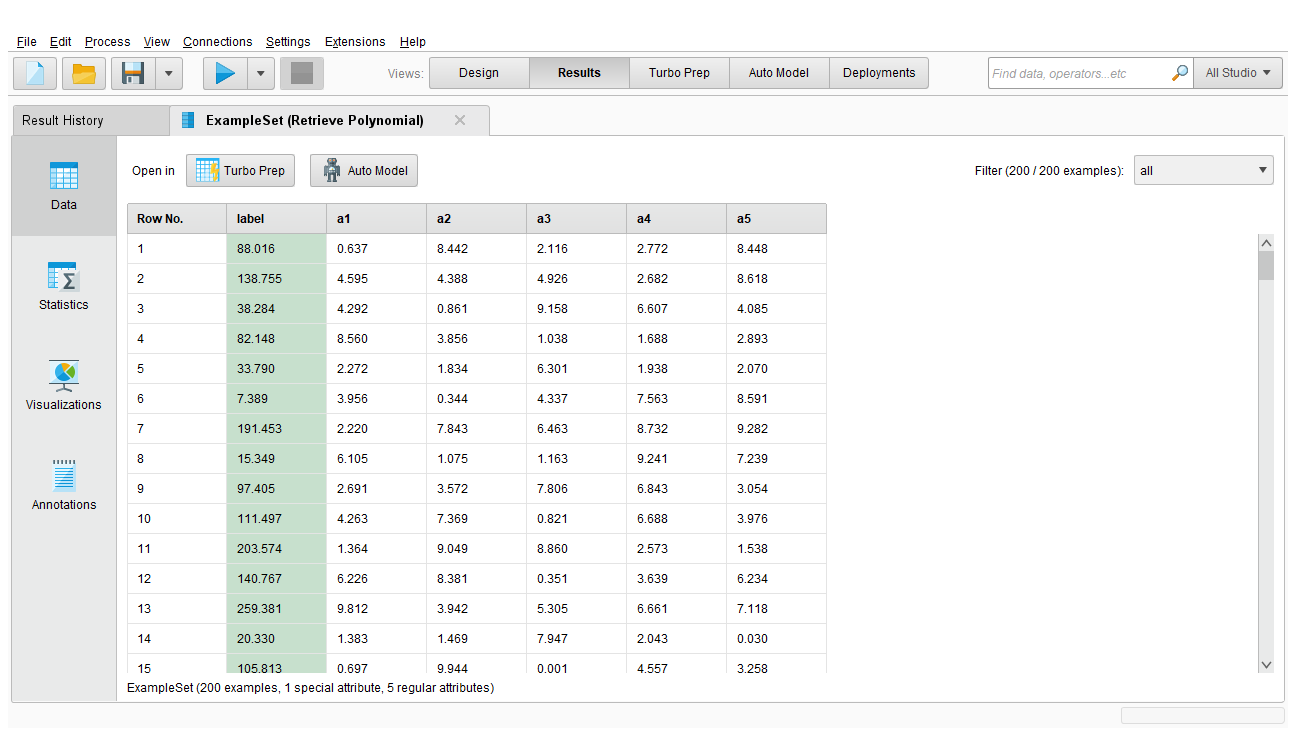 File Edit Process View Connections Settings Extensions Help
Views: Design Results Turbo Prep Auto Model Deployments Find data, operators...etc All Studio
Result History ExampleSet (Retrieve Polynomial)
Open in Turbo Prep Auto Model Filter (200 / 200 examples): all
Data
Statistics
Visualizations
Annotations
Row No. label a1 a2 a3 a4 a5
1 88.016 0.637 8.442 2.116 2.772 8.448
2 138.755 4.595 4.388 4.926 2.682 8.618
3 38.284 4.292 0.861 9.158 6.607 4.085
4 82.148 8.560 3.856 1.038 1.688 2.893
5 33.790 2.272 1.834 6.301 1.938 2.070
6 7.389 3.956 0.344 4.337 7.563 8.591
7 191.453 2.220 7.843 6.463 8.732 9.282
8 15.349 6.105 1.075 1.163 9.241 7.239
9 97.405 2.691 3.572 7.806 6.843 3.054
10 111.497 4.263 7.369 0.821 6.688 3.976
11 203.574 1.364 9.049 8.860 2.573 1.538
12 140.767 6.226 8.381 0.351 3.639 6.234
13 259.381 9.812 3.942 5.305 6.661 7.118
14 20.330 1.383 1.469 7.947 2.043 0.030
15 105.813 0.697 9.944 0.001 4.557 3.258
ExampleSet (200 examples, 1 special attribute, 5 regular attributes)